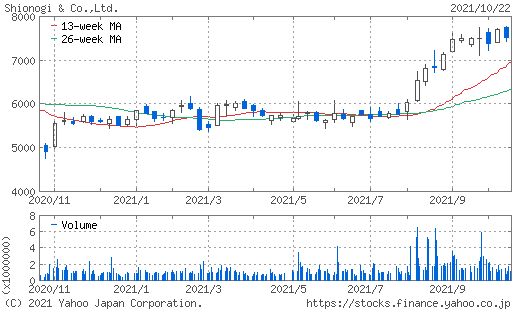 Shionogi & Co.,Ltd. 2021/10/22
8000
13-week MA
26-week MA
7000
6000
5000
4000
2020/11 2021/1 2021/3 2021/5 2021/7 2021/9
8
Volume
6
4
2
0
(x1000000)
2020/11 2021/1 2021/3 2021/5 2021/7 2021/9
(C) 2021 Yahoo Japan Corporation. https://stocks.finance.yahoo.co.jp/